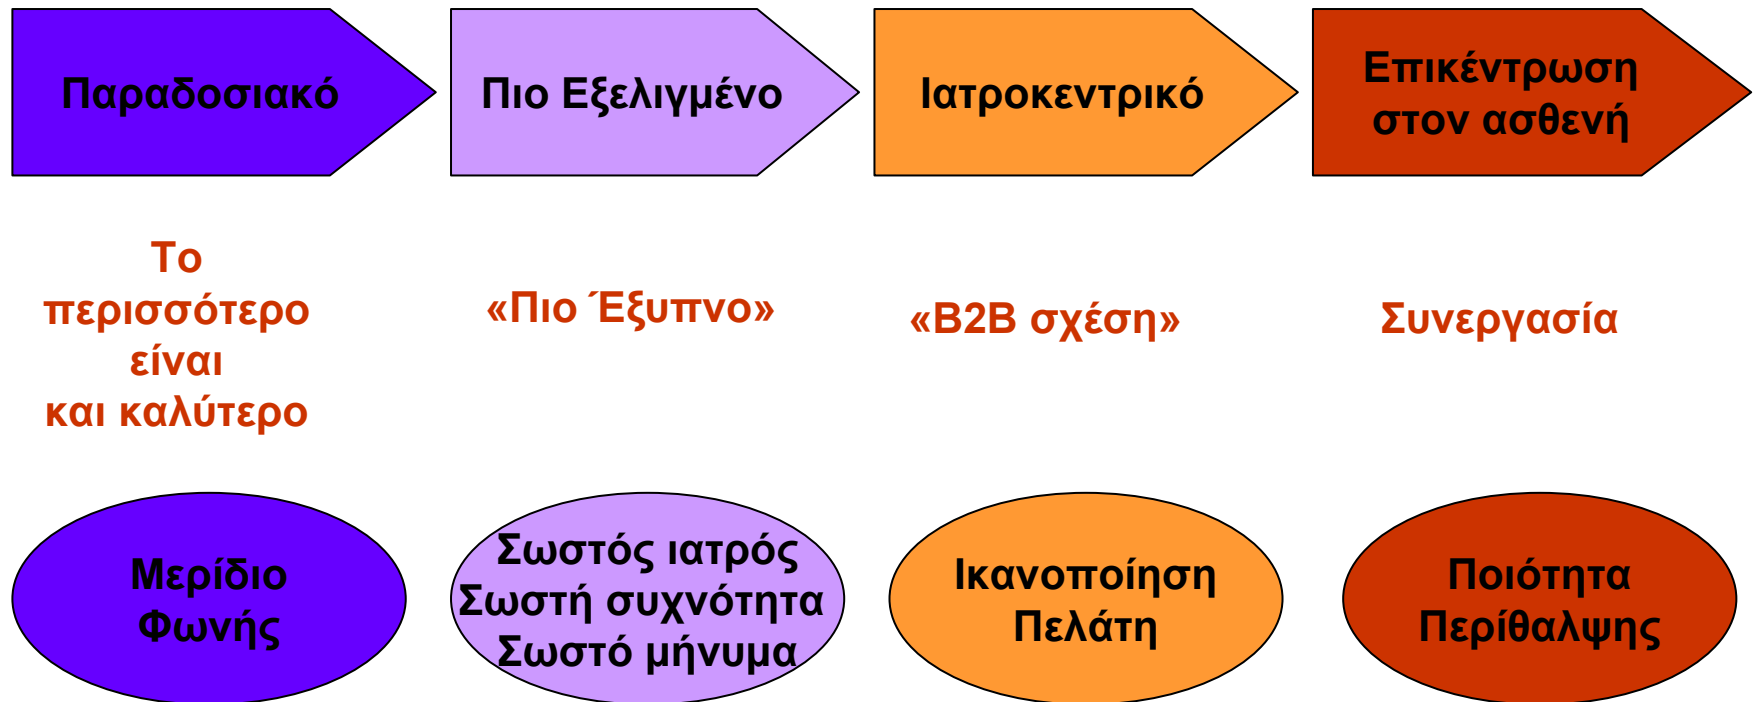 Παραδοσιακό
Πιο Εξελιγμένο
Ιατροκεντρικό
Επικέντρωση
στον ασθενή
Το
περισσότερο
είναι
και καλύτερο
«Πιο Έξυπνο»
«B2B σχέση»
Συνεργασία
Μερίδιο
Φωνής
Σωστός ιατρός
Σωστή συχνότητα
Σωστό μήνυμα
Ικανοποίηση
Πελάτη
Ποιότητα
Περίθαλψης